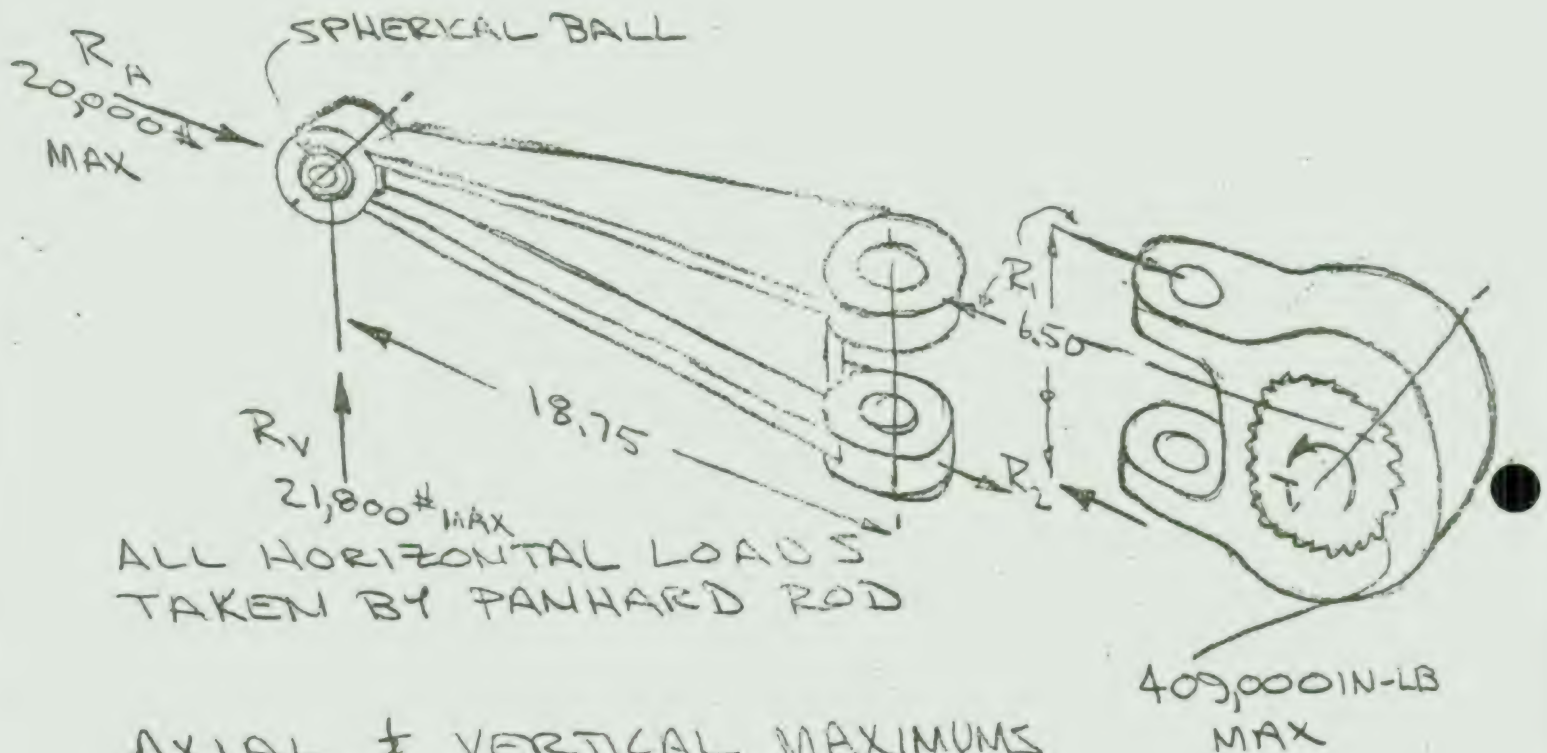 SPHERICAL BALL
R_A
20,000#
MAX
R_1
6.50
18.75
R_V
21,800# MAX
R_2
ALL HORIZONTAL LOADS
TAKEN BY PANHARD ROD
409,000 IN-LB
MAX
AXIAL & VERTICAL MAXIMUMS